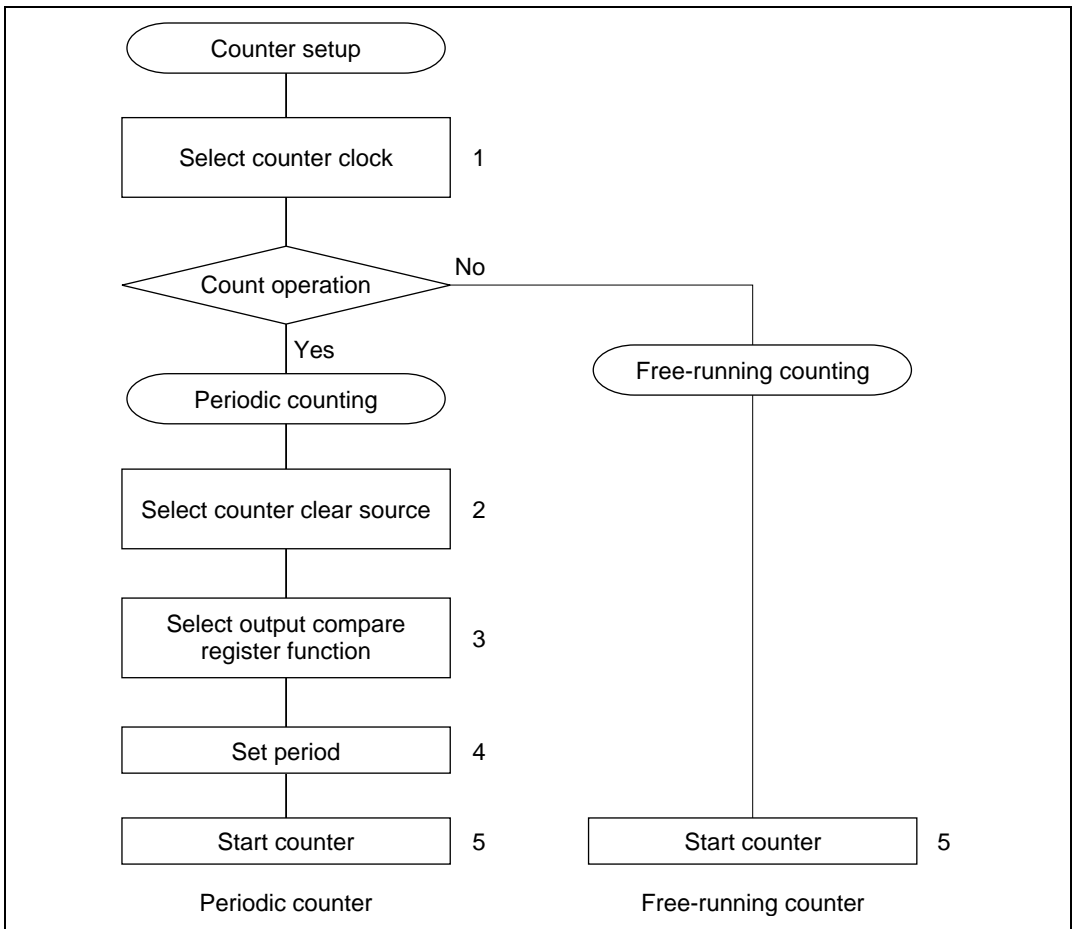 Counter setup
Select counter clock 1
Count operation
No
Yes
Free-running counting
Periodic counting
Select counter clear source 2
Select output compare
register function
3
Set period 4
Start counter 5
Start counter 5
Periodic counter
Free-running counter